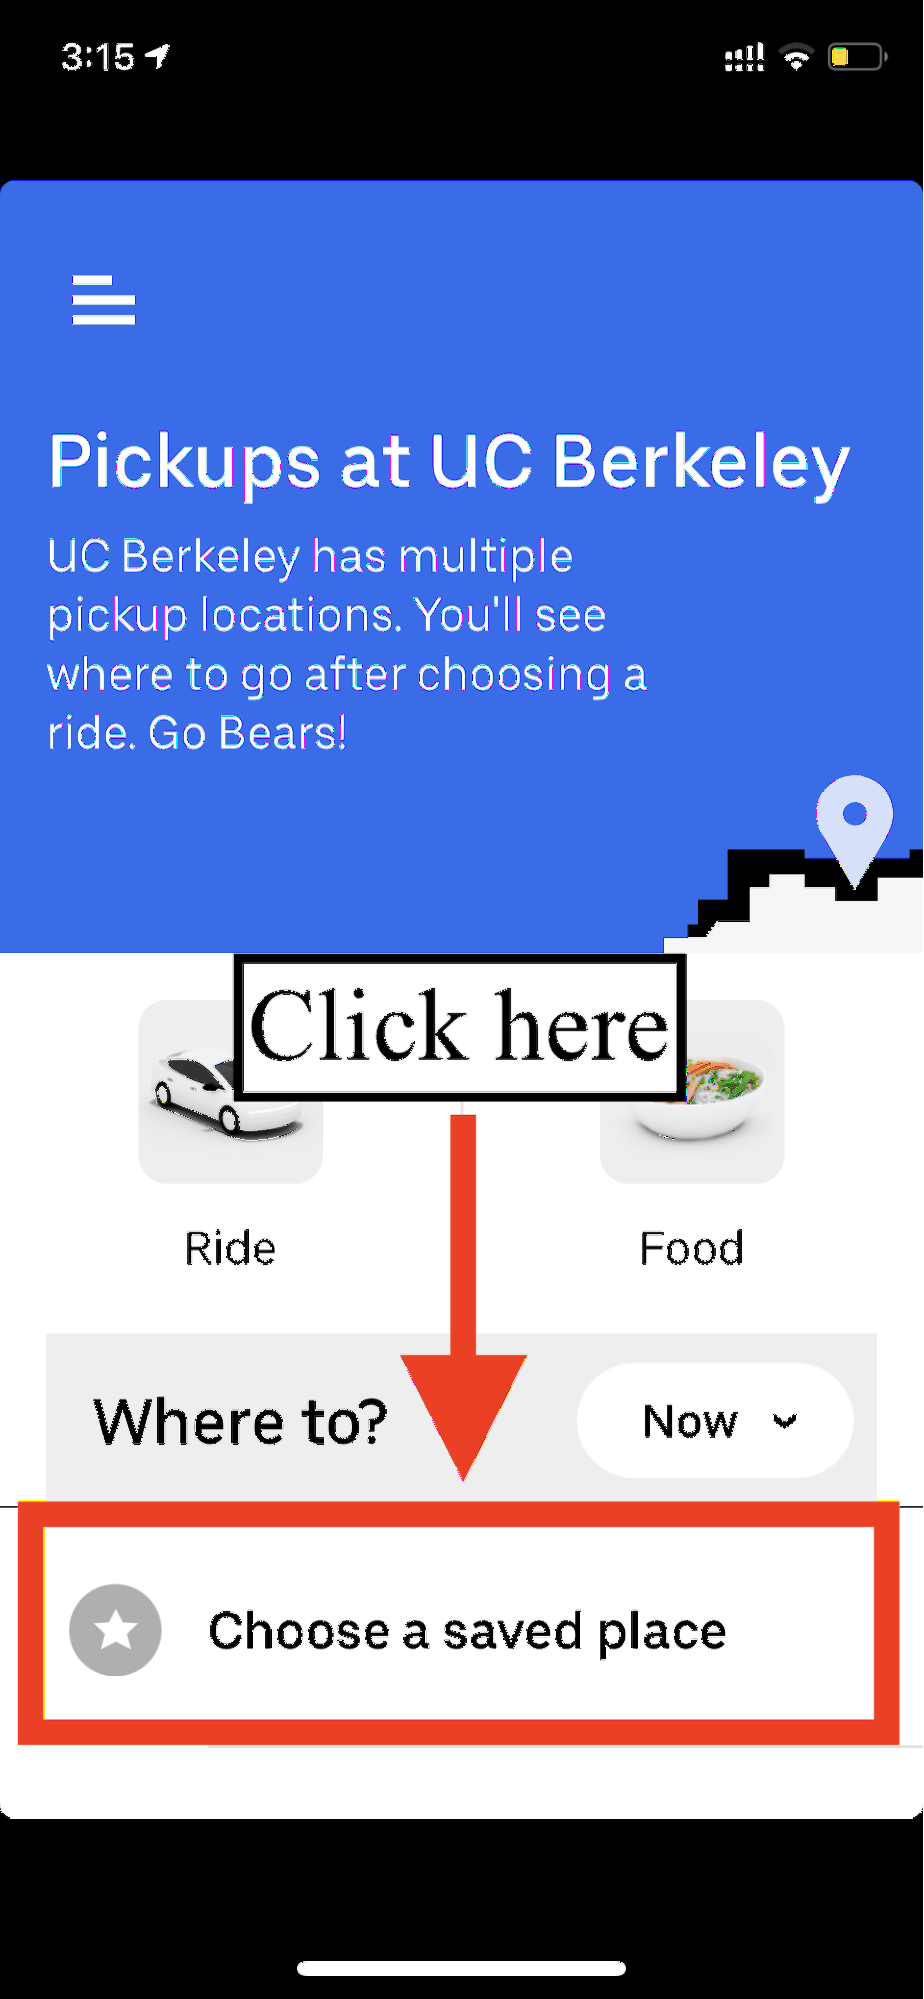 3:15
Pickups at UC Berkeley
UC Berkeley has multiple
pickup locations. You'll see
where to go after choosing a
ride. Go Bears!
Click here
Ride
Food
Where to?
Now
Choose a saved place